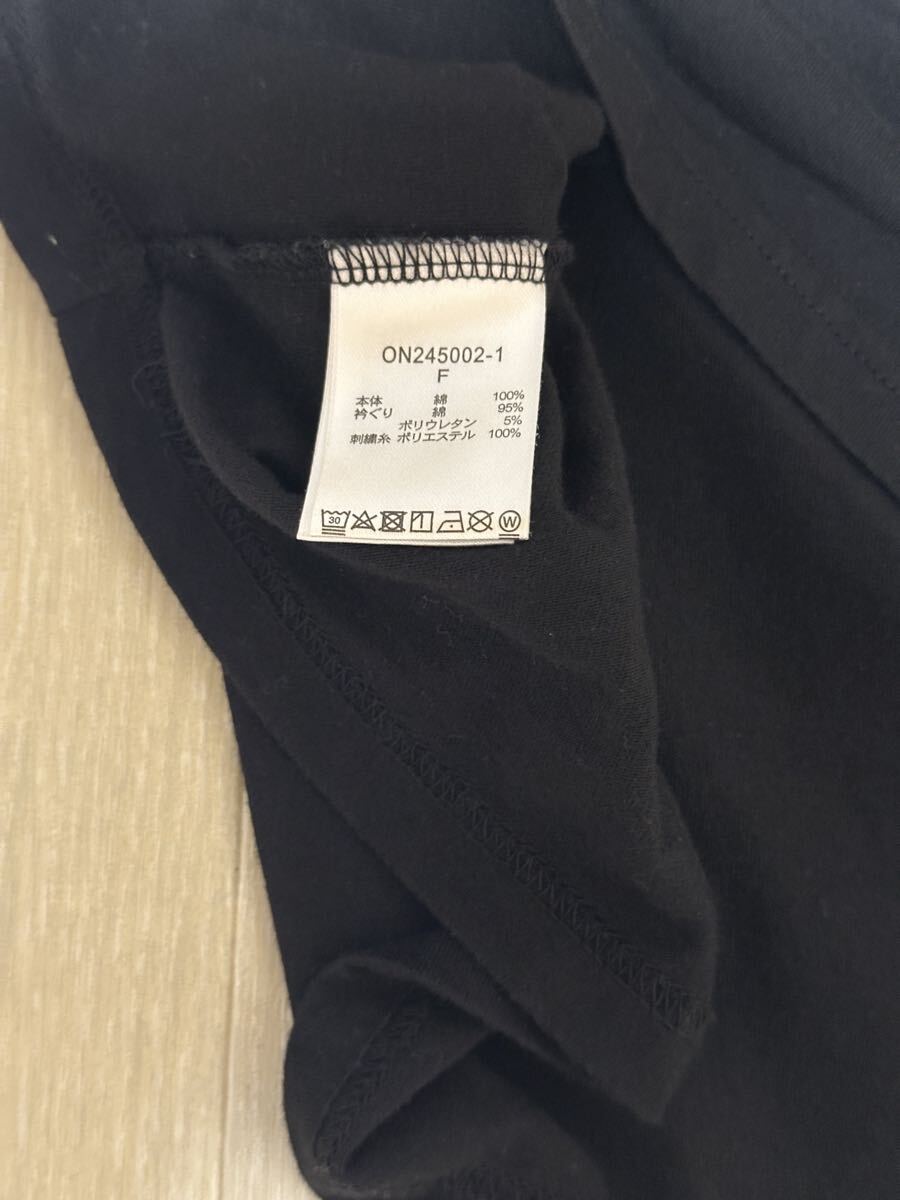 ON245002-1
F
本体 綿 100%
衿ぐり 綿 95%
ポリウレタン 5%
刺繍糸 ポリエステル 100%
30 W